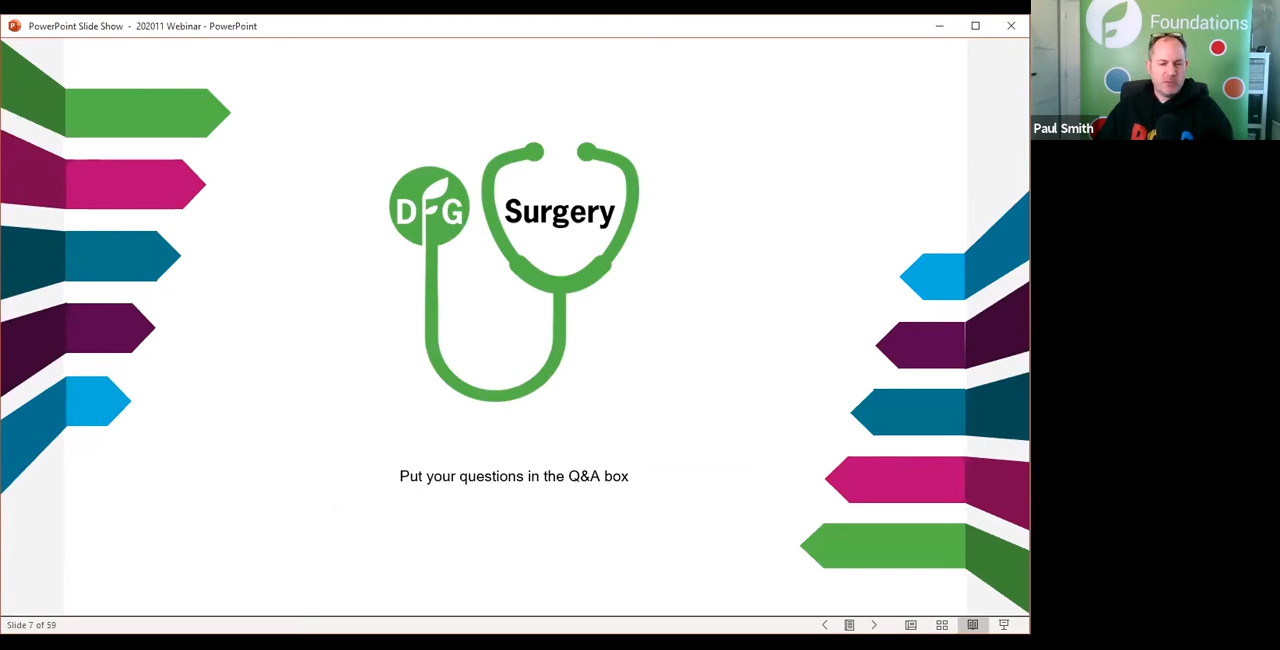 PowerPoint Slide Show - 202011 Webinar - PowerPoint
Foundations
Paul Smith
DFG
Surgery
Put your questions in the Q&A box
Slide 7 of 59